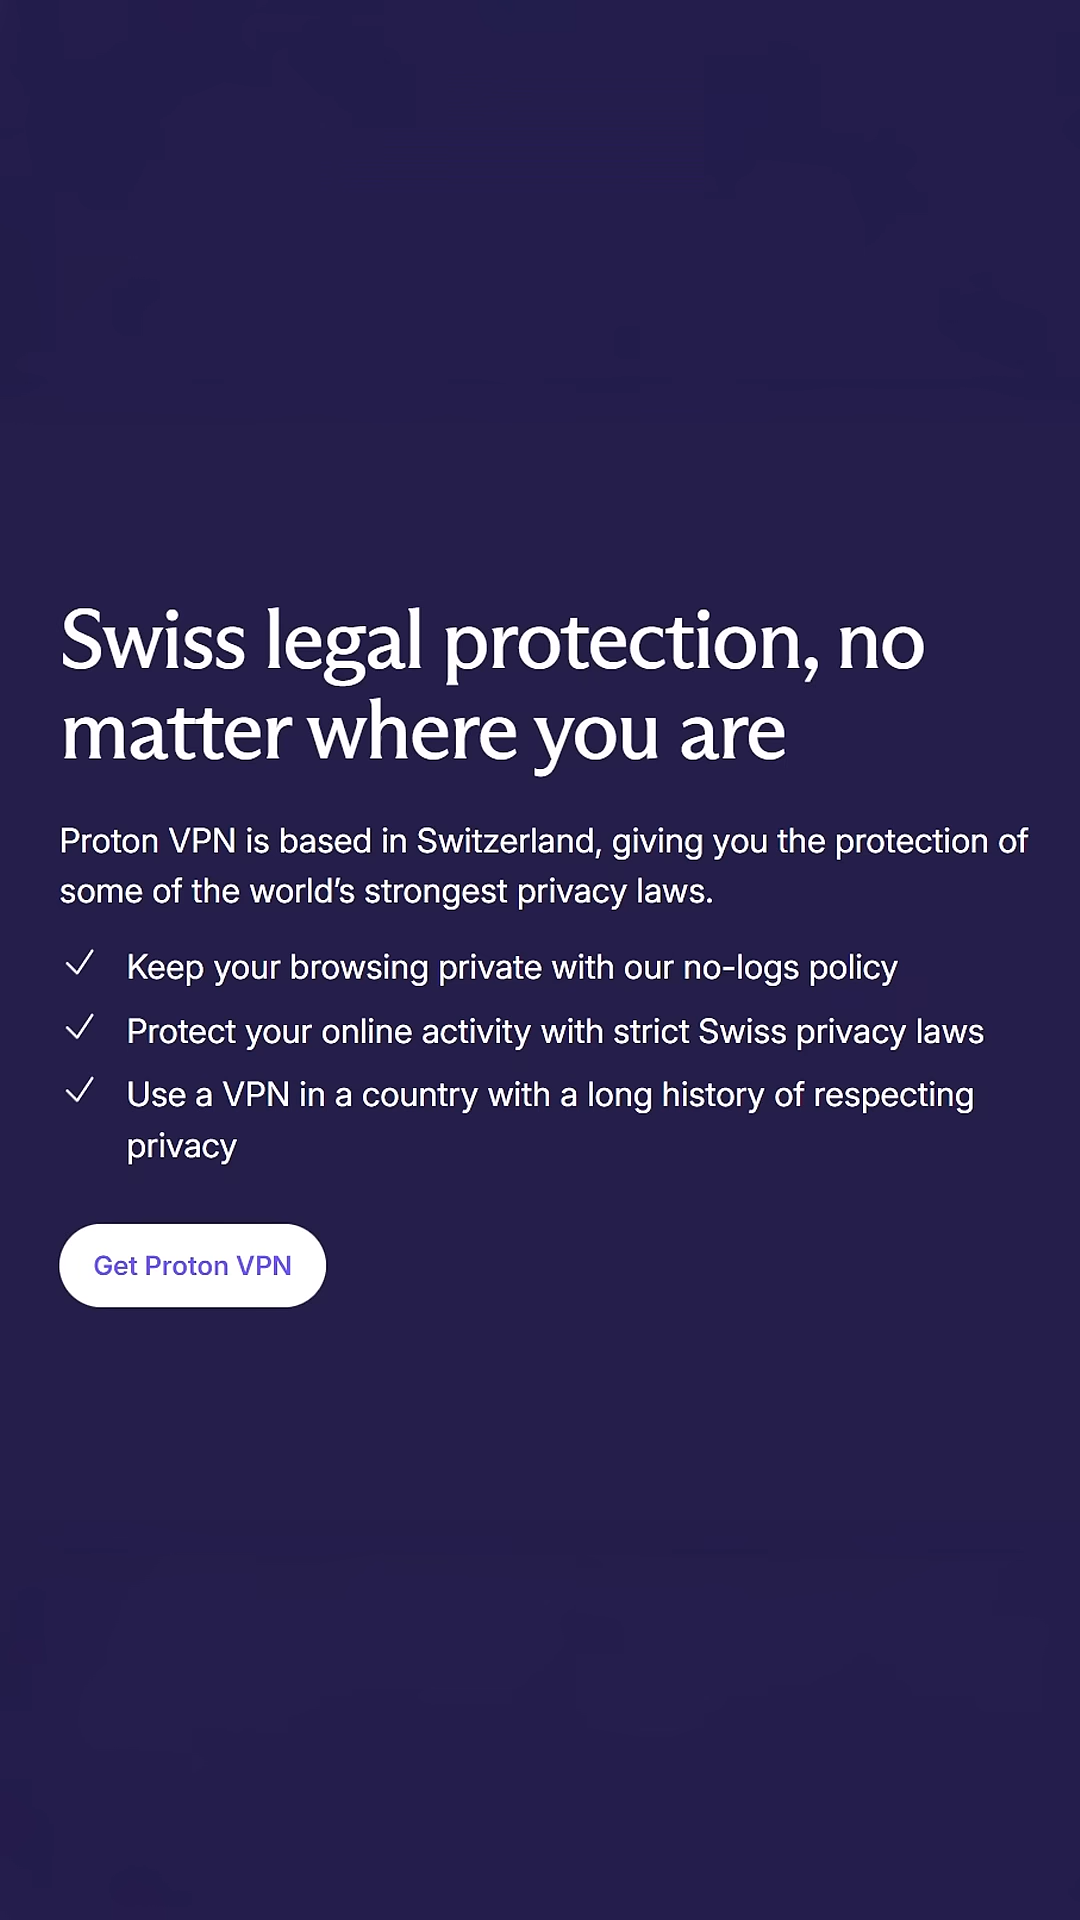 Swiss legal protection, no
matter where you are
Proton VPN is based in Switzerland, giving you the protection of
some of the world’s strongest privacy laws.
Keep your browsing private with our no-logs policy
Protect your online activity with strict Swiss privacy laws
Use a VPN in a country with a long history of respecting
privacy
Get Proton VPN